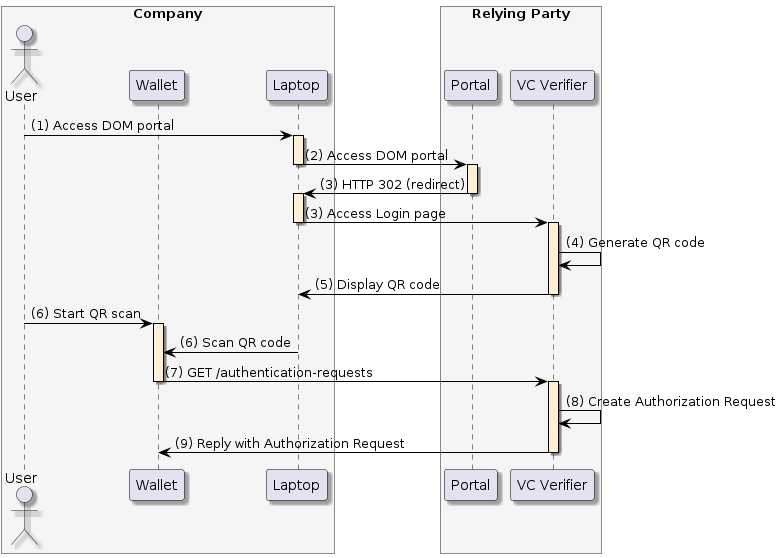 Company
Relying Party
User
Wallet
Laptop
Portal
VC Verifier
(1) Access DOM portal
(2) Access DOM portal
(3) HTTP 302 (redirect)
(3) Access Login page
(4) Generate QR code
(5) Display QR code
(6) Start QR scan
(6) Scan QR code
(7) GET /authentication-requests
(8) Create Authorization Request
(9) Reply with Authorization Request
User
Wallet
Laptop
Portal
VC Verifier